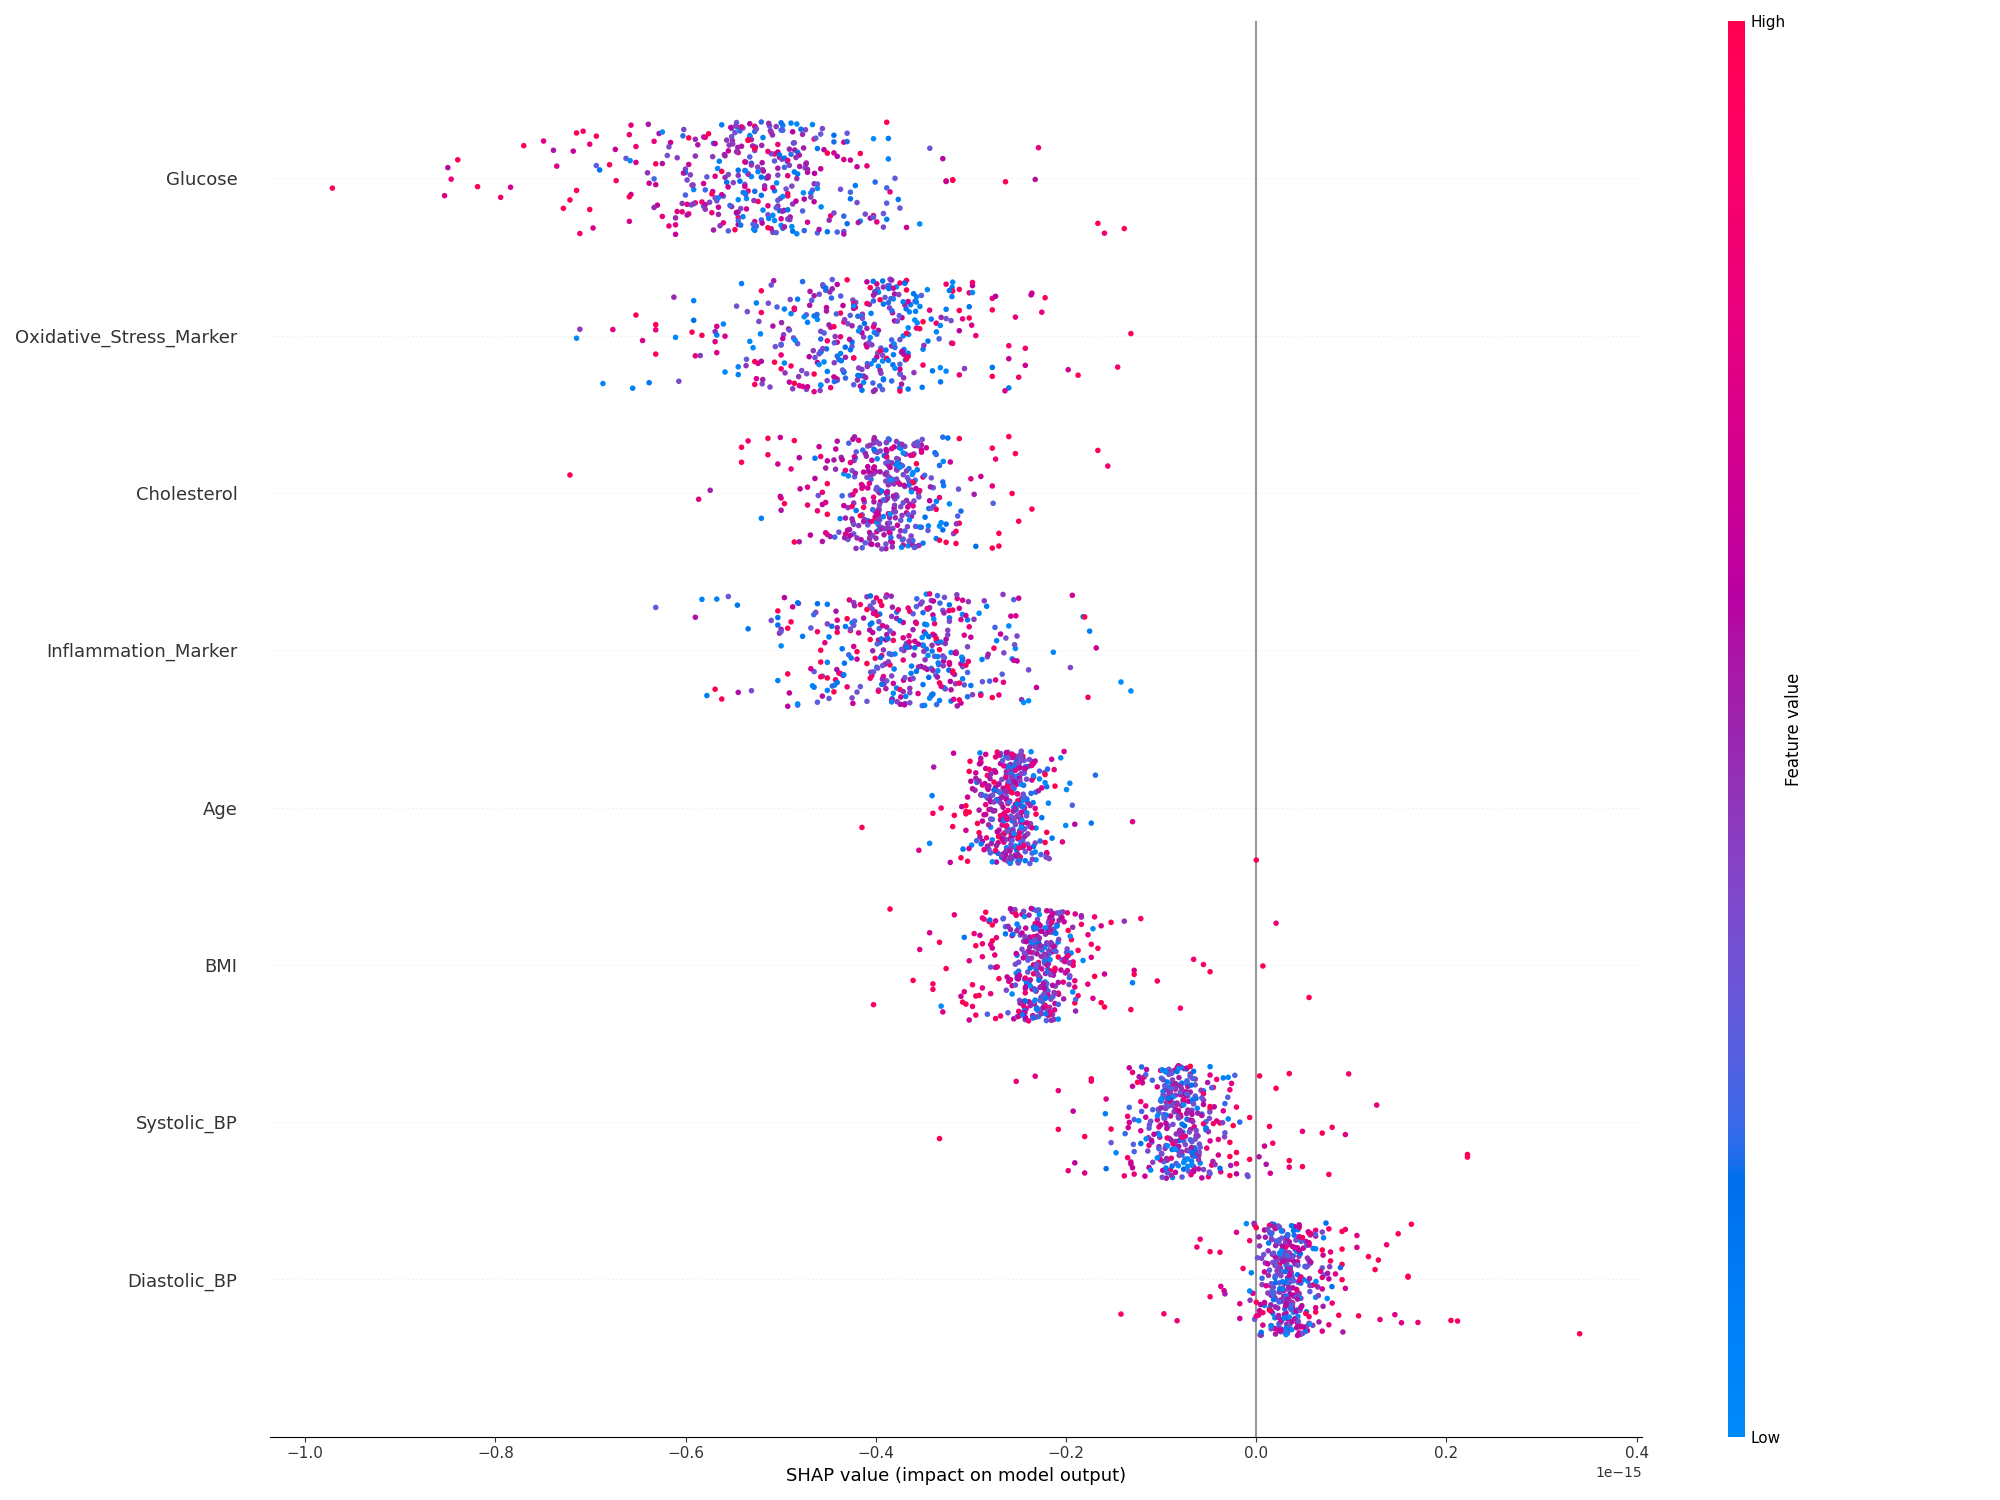 High
Glucose
Oxidative_Stress_Marker
Cholesterol
Inflammation_Marker
Age
BMI
Systolic_BP
Diastolic_BP
Feature value
Low
−1.0 −0.8 −0.6 −0.4 −0.2 0.0 0.2 0.4
1e−15
SHAP value (impact on model output)